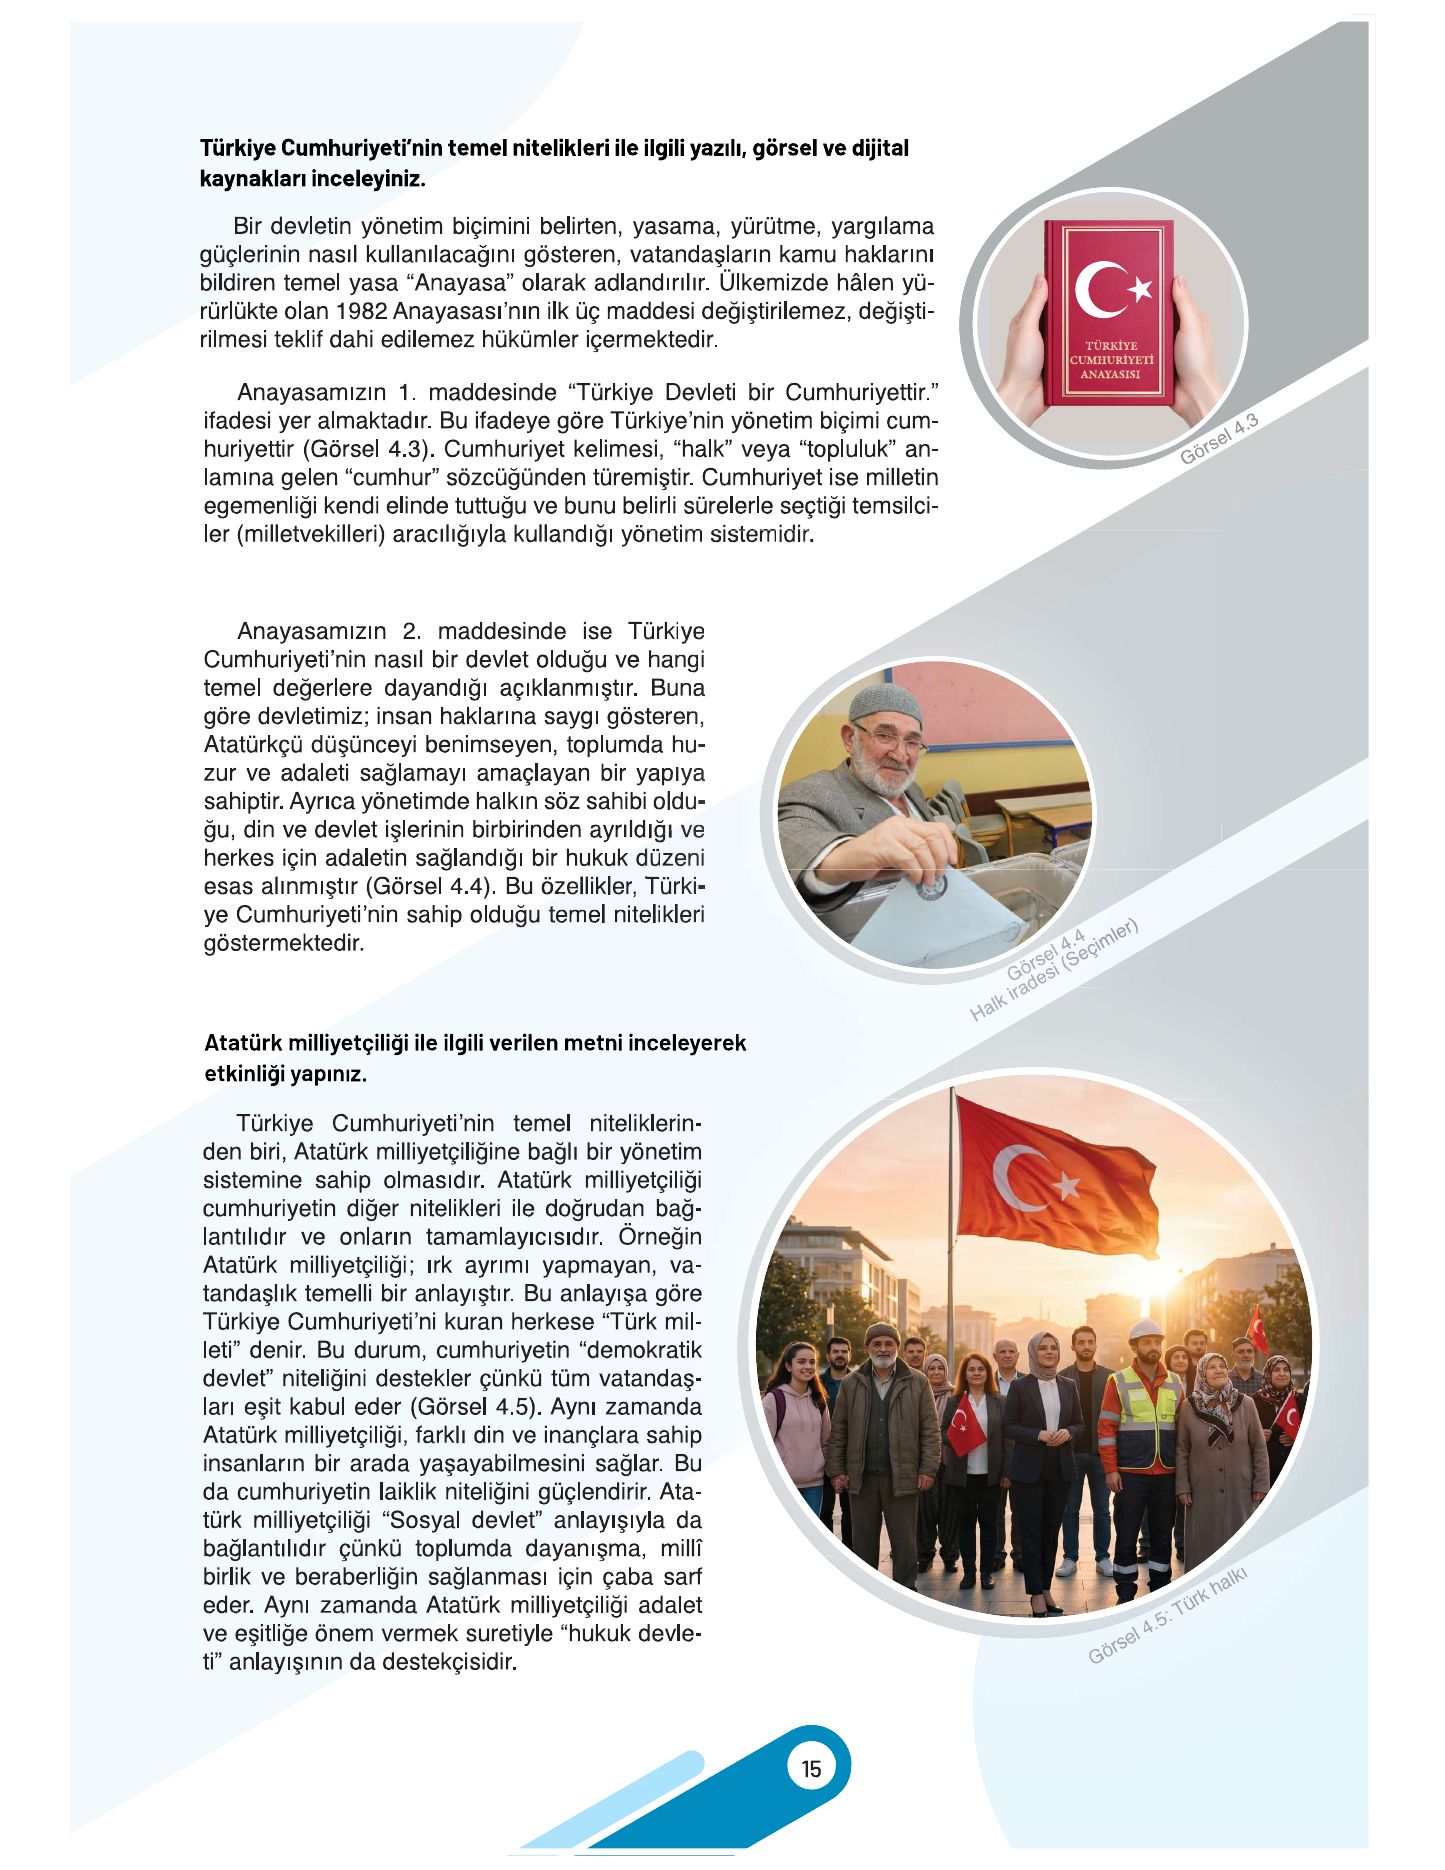 Türkiye Cumhuriyeti’nin temel nitelikleri ile ilgili yazılı, görsel ve dijital
kaynakları inceleyiniz.
Bir devletin yönetim biçimini belirten, yasama, yürütme, yargılama
güçlerinin nasıl kullanılacağını gösteren, vatandaşların kamu haklarını
bildiren temel yasa “Anayasa” olarak adlandırılır. Ülkemizde hâlen yü-
rürlükte olan 1982 Anayasası’nın ilk üç maddesi değiştirilemez, değişti-
rilmesi teklif dahi edilemez hükümler içermektedir.
TÜRKİYE
CUMHURİYETİ
ANAYASISI
Görsel 4.3
Anayasamızın 1. maddesinde “Türkiye Devleti bir Cumhuriyettir.”
ifadesi yer almaktadır. Bu ifadeye göre Türkiye’nin yönetim biçimi cum-
huriyettir (Görsel 4.3). Cumhuriyet kelimesi, “halk” veya “topluluk” an-
lamına gelen “cumhur” sözcüğünden türemiştir. Cumhuriyet ise milletin
egemenliği kendi elinde tuttuğu ve bunu belirli sürelerle seçtiği temsilci-
ler (milletvekilleri) aracılığıyla kullandığı yönetim sistemidir.
Anayasamızın 2. maddesinde ise Türkiye
Cumhuriyeti’nin nasıl bir devlet olduğu ve hangi
temel değerlere dayandığı açıklanmıştır. Buna
göre devletimiz; insan haklarına saygı gösteren,
Atatürkçü düşünceyi benimseyen, toplumda hu-
zur ve adaleti sağlamayı amaçlayan bir yapıya
sahiptir. Ayrıca yönetimde halkın söz sahibi oldu-
ğu, din ve devlet işlerinin birbirinden ayrıldığı ve
herkes için adaletin sağlandığı bir hukuk düzeni
esas alınmıştır (Görsel 4.4). Bu özellikler, Türki-
ye Cumhuriyeti’nin sahip olduğu temel nitelikleri
göstermektedir.
Görsel 4.4
Halk iradesi (Seçimler)
Atatürk milliyetçiliği ile ilgili verilen metni inceleyerek
etkinliği yapınız.
Türkiye Cumhuriyeti’nin temel niteliklerin-
den biri, Atatürk milliyetçiliğine bağlı bir yönetim
sistemine sahip olmasıdır. Atatürk milliyetçiliği
cumhuriyetin diğer nitelikleri ile doğrudan bağ-
lantılıdır ve onların tamamlayıcısıdır. Örneğin
Atatürk milliyetçiliği; ırk ayrımı yapmayan, va-
tandaşlık temelli bir anlayıştır. Bu anlayışa göre
Türkiye Cumhuriyeti’ni kuran herkese “Türk mil-
leti” denir. Bu durum, cumhuriyetin “demokratik
devlet” niteliğini destekler çünkü tüm vatandaş-
ları eşit kabul eder (Görsel 4.5). Aynı zamanda
Atatürk milliyetçiliği, farklı din ve inançlara sahip
insanların bir arada yaşayabilmesini sağlar. Bu
da cumhuriyetin laiklik niteliğini güçlendirir. Ata-
türk milliyetçiliği “Sosyal devlet” anlayışıyla da
bağlantılıdır çünkü toplumda dayanışma, millî
birlik ve beraberliğin sağlanması için çaba sarf
eder. Aynı zamanda Atatürk milliyetçiliği adalet
ve eşitliğe önem vermek suretiyle “hukuk devle-
ti” anlayışının da destekçisidir.
Görsel 4.5: Türk halkı
15